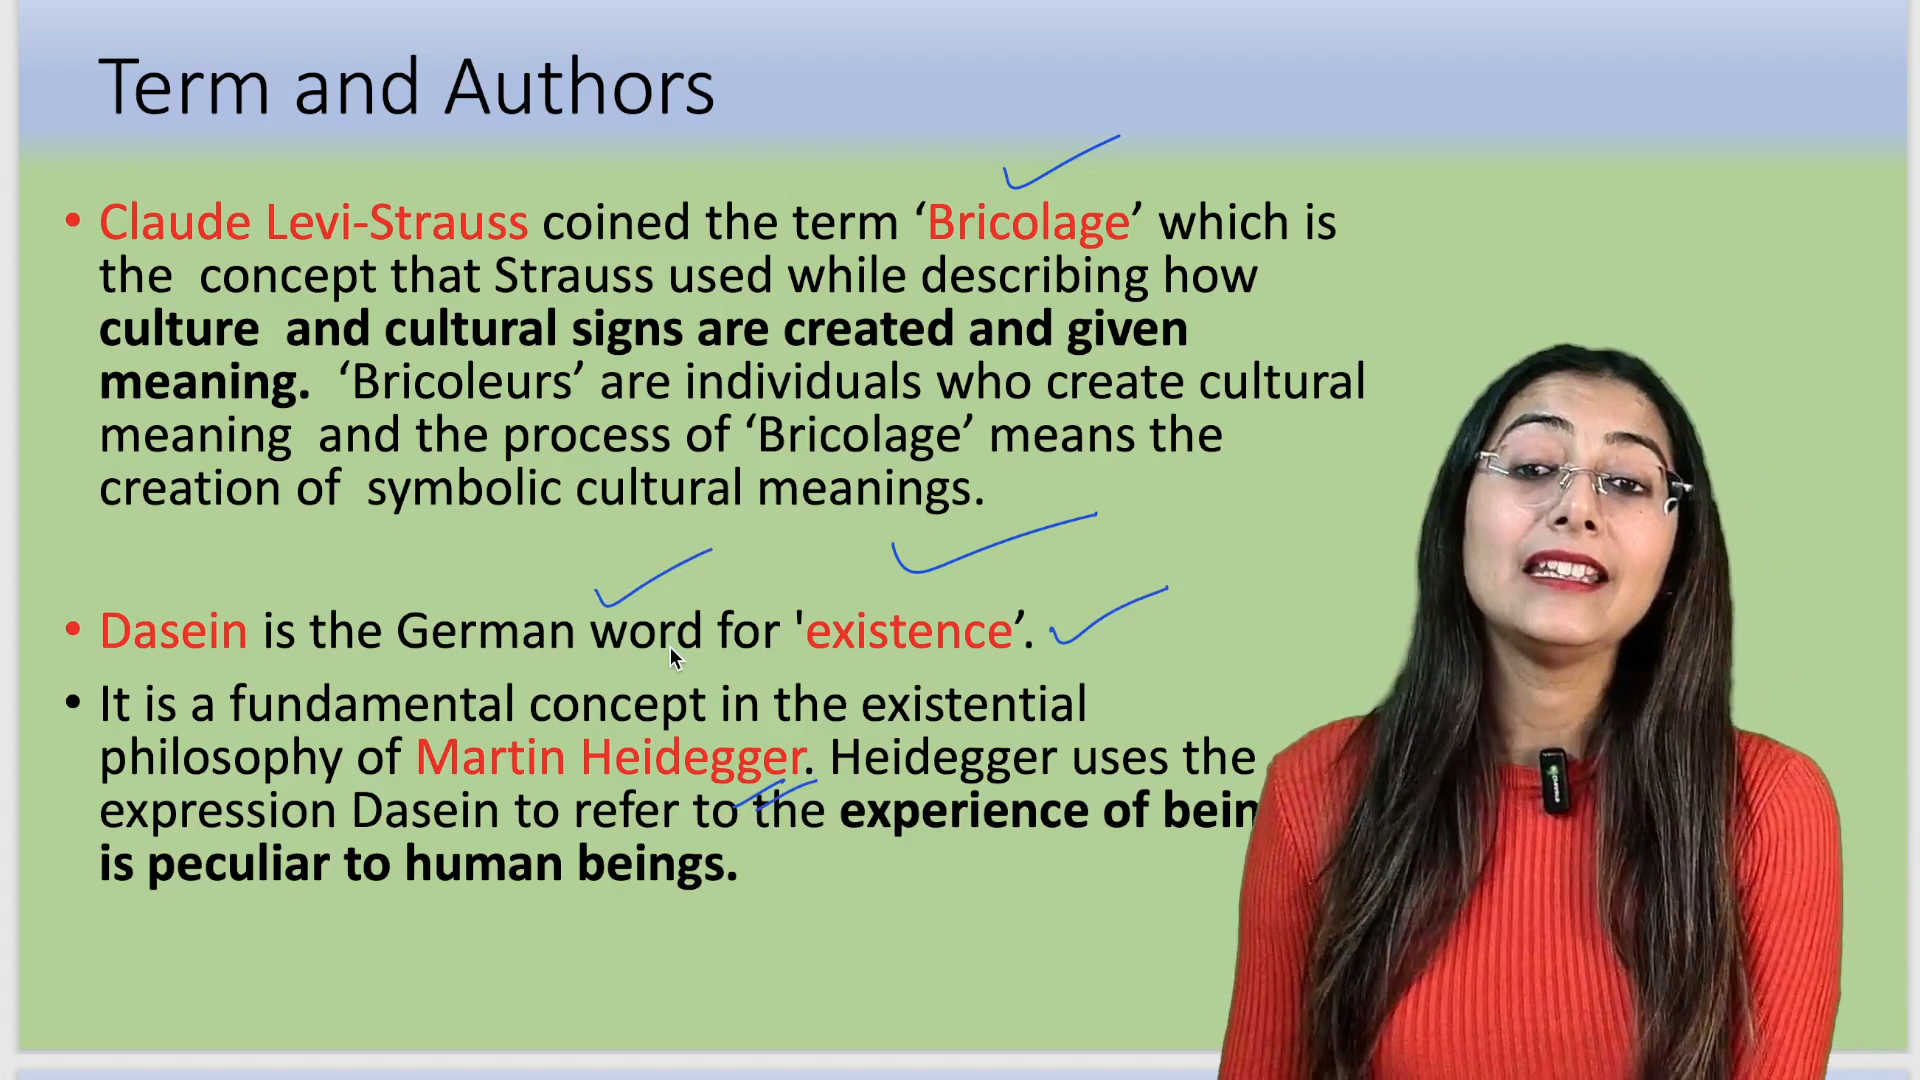 Term and Authors
• Claude Levi-Strauss coined the term ‘Bricolage’ which is
the concept that Strauss used while describing how
culture and cultural signs are created and given
meaning. ‘Bricoleurs’ are individuals who create cultural
meaning and the process of ‘Bricolage’ means the
creation of symbolic cultural meanings.
• Dasein is the German word for 'existence’.
• It is a fundamental concept in the existential
philosophy of Martin Heidegger. Heidegger uses the
expression Dasein to refer to the experience of
is peculiar to human beings.